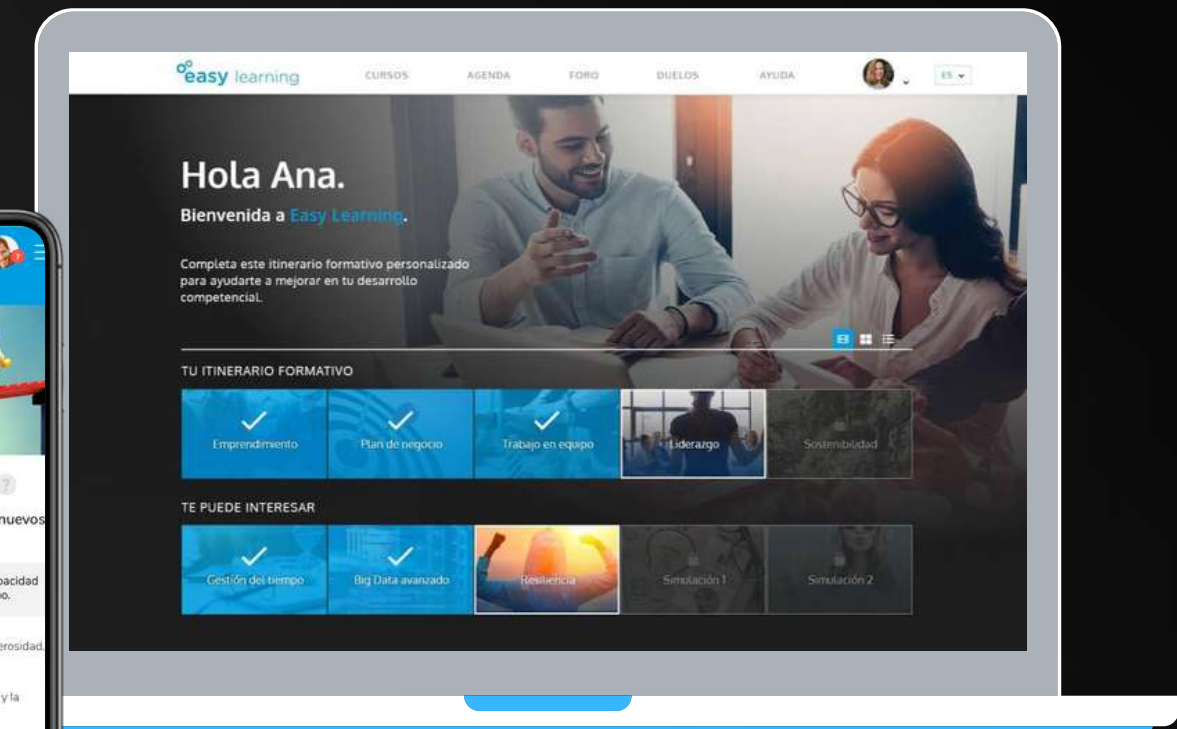 easy learning
CURSOS
AGENDA
FORO
DUELOS
AYUDA
ES
Hola Ana.
Bienvenida a Easy Learning.
Completa este itinerario formativo personalizado
para ayudarte a mejorar en tu desarrollo
competencial.
TU ITINERARIO FORMATIVO
Emprendimiento
Plan de negocio
Trabajo en equipo
Liderazgo
Sostenibilidad
TE PUEDE INTERESAR
Gestión del tiempo
Big Data avanzado
Resiliencia
Simulación 1
Simulación 2
?
nuevos
pacidad
po.
erosidad,
y la